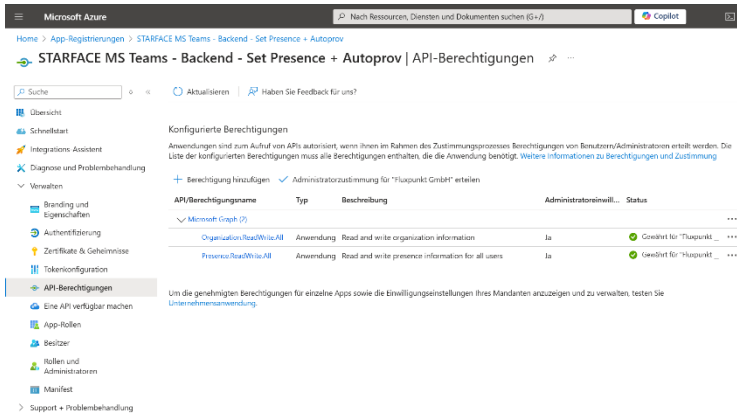 Microsoft Azure
Nach Ressourcen, Diensten und Dokumenten suchen (G+/)
Copilot
Home > App-Registrierungen > STARFACE MS Teams - Backend - Set Presence + Autoprov
STARFACE MS Teams - Backend - Set Presence + Autoprov | API-Berechtigungen
Suche
Aktualisieren
Haben Sie Feedback für uns?
Übersicht
Schnellstart
Integrations-Assistent
Diagnose und Problembehandlung
Verwalten
Branding und Eigenschaften
Authentifizierung
Zertifikate & Geheimnisse
Tokenkonfiguration
API-Berechtigungen
Eine API verfügbar machen
App-Rollen
Besitzer
Rollen und Administratoren
Manifest
Support + Problembehandlung
Konfigurierte Berechtigungen
Anwendungen sind zum Aufruf von APIs autorisiert, wenn ihnen im Rahmen des Zustimmungsprozesses Berechtigungen von Benutzern/Administratoren erteilt werden. Die
Liste der konfigurierten Berechtigungen muss alle Berechtigungen enthalten, die die Anwendung benötigt. Weitere Informationen zu Berechtigungen und Zustimmung
Berechtigung hinzufügen
Administratorzustimmung für "Fluxpunkt GmbH" erteilen
API/Berechtigungsname Typ Beschreibung Administratoreinwill... Status
Microsoft Graph (2)
Organization.ReadWrite.All Anwendung Read and write organization information Ja Gewährt für "Fluxpunkt ...
Presence.ReadWrite.All Anwendung Read and write presence information for all users Ja Gewährt für "Fluxpunkt ...
Um die genehmigten Berechtigungen für einzelne Apps sowie die Einwilligungseinstellungen Ihres Mandanten anzuzeigen und zu verwalten, testen Sie
Unternehmensanwendung.